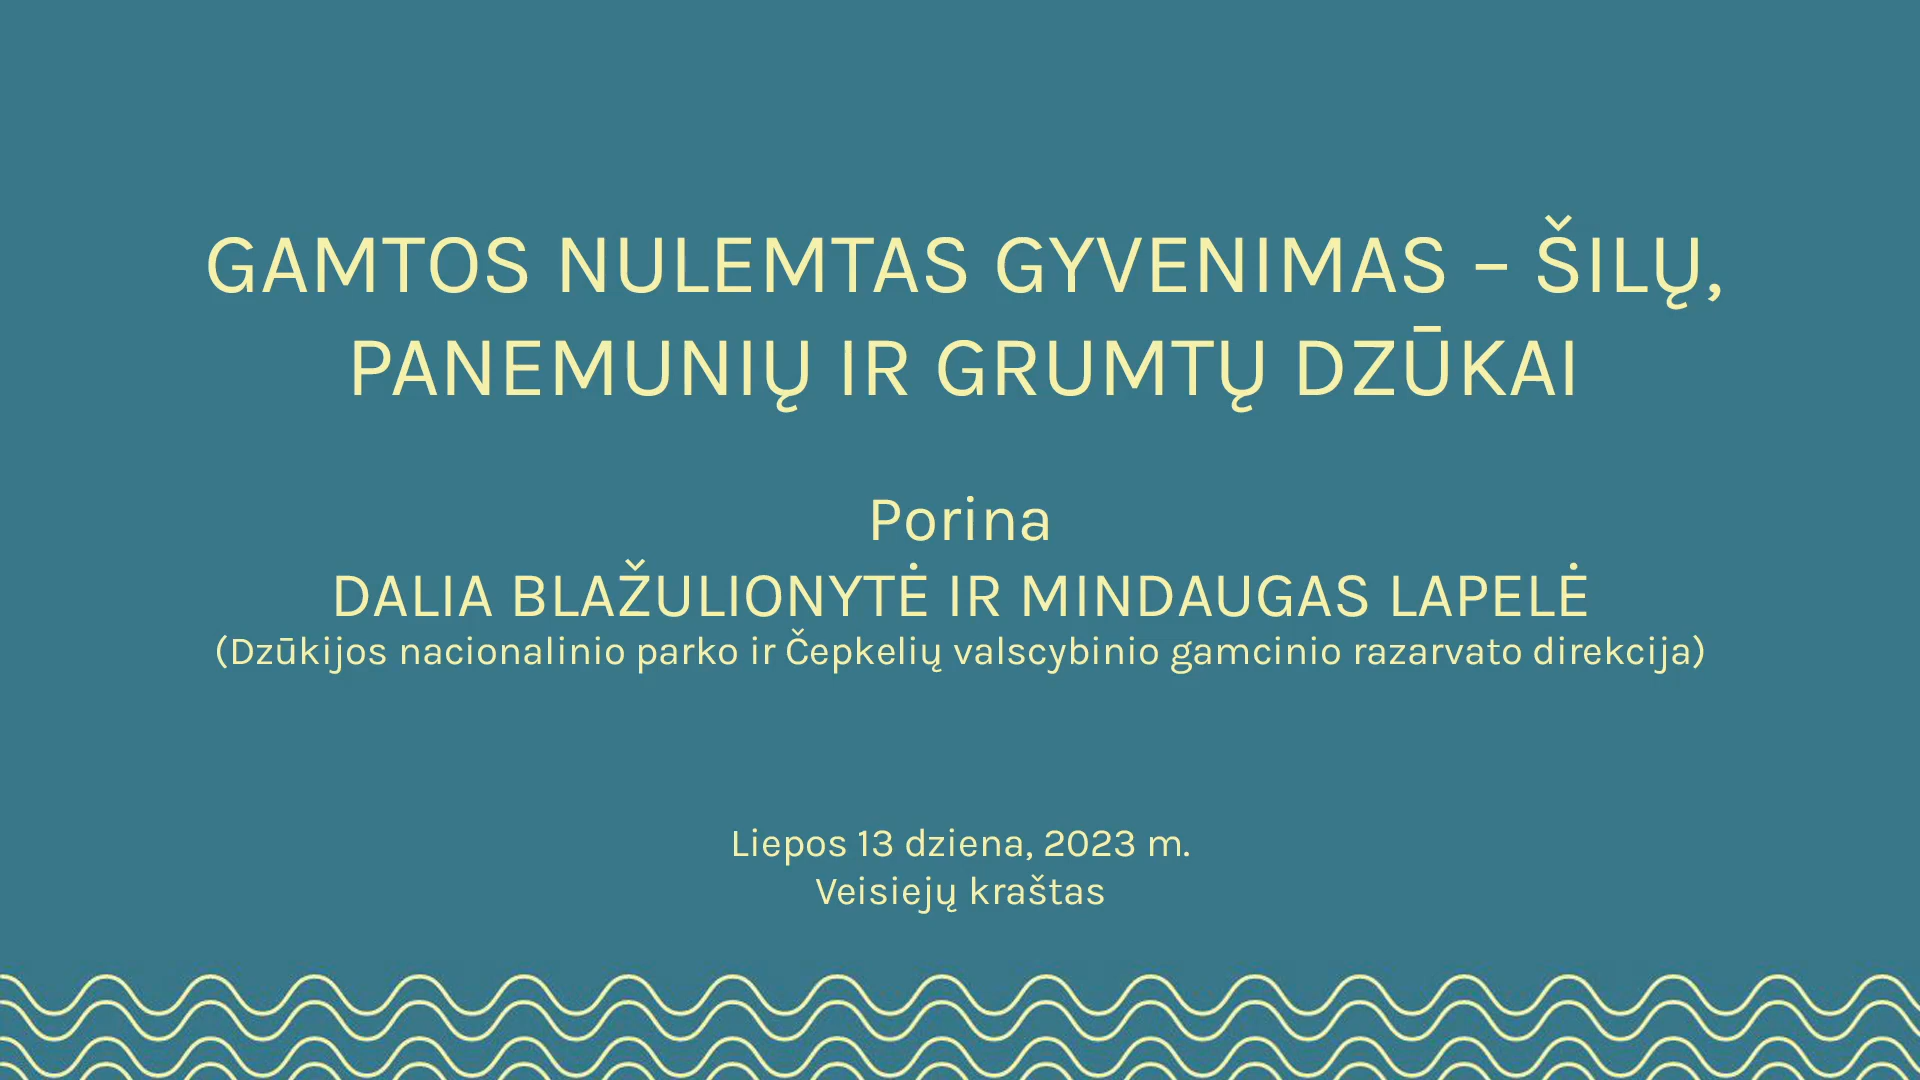 GAMTOS NULEMTAS GYVENIMAS – ŠILŲ,
PANEMUNIŲ IR GRUMTŲ DZŪKAI
Porina
DALIA BLAŽULIONYTĖ IR MINDAUGAS LAPELĖ
(Dzūkijos nacionalinio parko ir Čepkelių valscybinio gamcinio razarvato direkcija)
Liepos 13 dziena, 2023 m.
Veisiejų kraštas